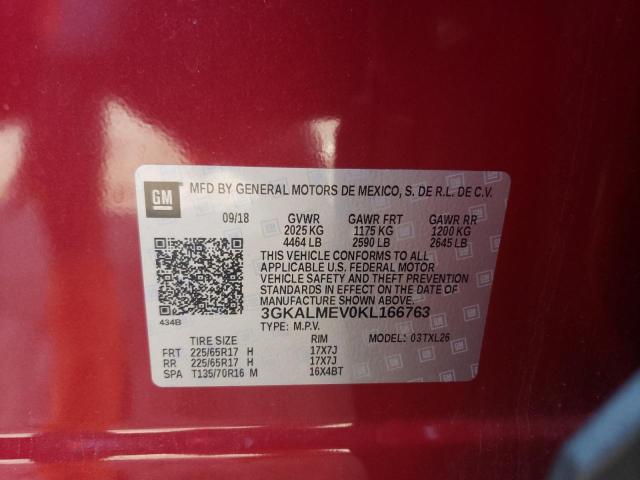 GM
MFD BY GENERAL MOTORS DE MEXICO, S. DE R.L. DE C.V.
09/18 GVWR GAWR FRT GAWR RR
2025 KG 1175 KG 1200 KG
4464 LB 2590 LB 2645 LB
THIS VEHICLE CONFORMS TO ALL
APPLICABLE U.S. FEDERAL MOTOR
VEHICLE SAFETY AND THEFT PREVENTION
STANDARDS IN EFFECT ON THE DATE OF
MANUFACTURE SHOWN ABOVE.
434B 3GKALMEV0KL166763
TYPE: M.P.V. MODEL: 03TXL26
TIRE SIZE RIM
FRT 225/65R17 H 17X7J
RR 225/65R17 H 17X7J
SPA T135/70R16 M 16X4BT